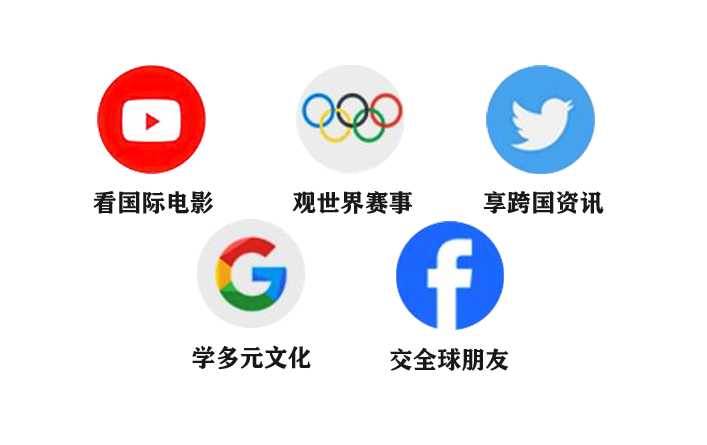 看国际电影
观世界赛事
享跨国资讯
学多元文化
交全球朋友